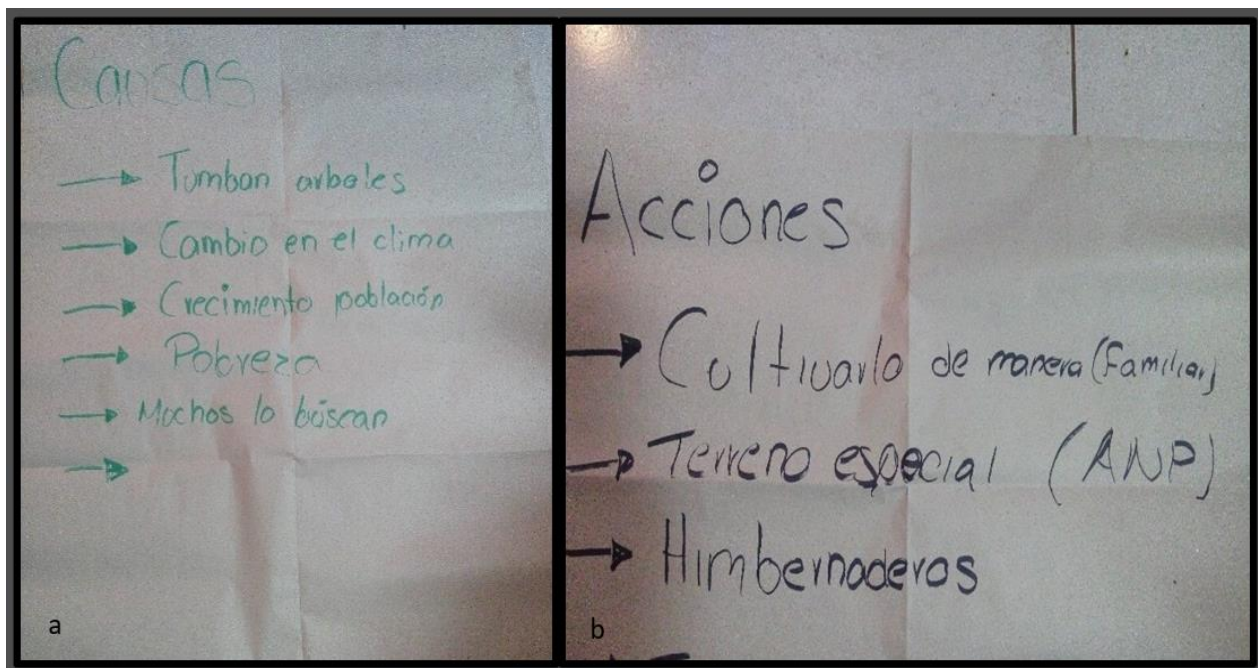 Causas
→ Tumban arboles
→ Cambio en el clima
→ Crecimiento población
→ Pobreza
→ Muchos lo búscan
→
a
Acciones
→ Cultivarlo de manera (Familiar)
→ Terreno especial (ANP)
→ Himbernaderos
b